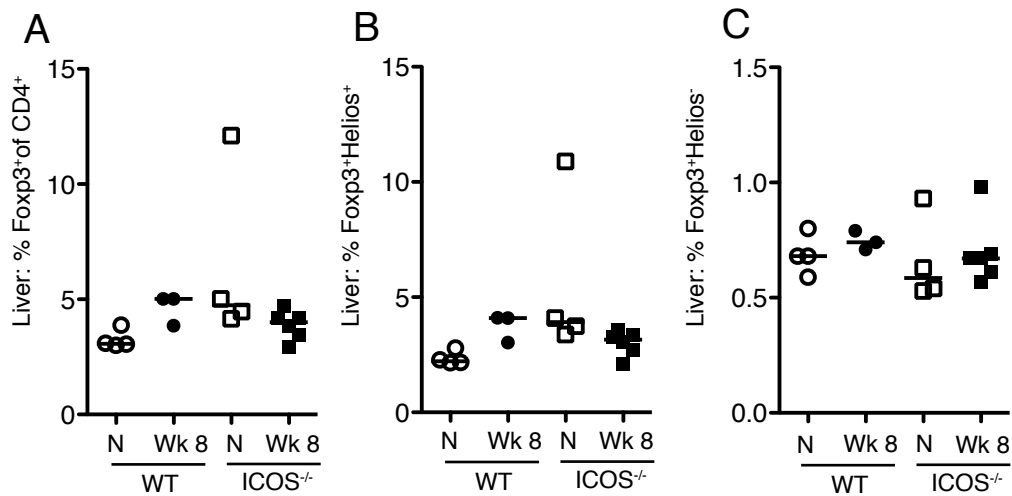 A
Liver: % Foxp3⁺of CD4⁺
15
10
5
0
N Wk 8 N Wk 8
WT ICOS⁻/⁻
B
Liver: % Foxp3⁺Helios⁺
15
10
5
0
N Wk 8 N Wk 8
WT ICOS⁻/⁻
C
Liver: % Foxp3⁺Helios⁻
1.5
1.0
0.5
0.0
N Wk 8 N Wk 8
WT ICOS⁻/⁻